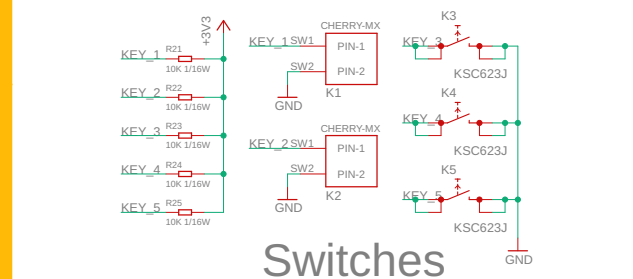 +3V3
KEY_1
R21
10K 1/16W
KEY_2
R22
10K 1/16W
KEY_3
R23
10K 1/16W
KEY_4
R24
10K 1/16W
KEY_5
R25
10K 1/16W
CHERRY-MX
KEY_1
SW1
PIN-1
SW2
PIN-2
GND
K1
CHERRY-MX
KEY_2
SW1
PIN-1
SW2
PIN-2
GND
K2
K3
KEY_3
KSC623J
K4
KEY_4
KSC623J
K5
KEY_5
KSC623J
GND
Switches